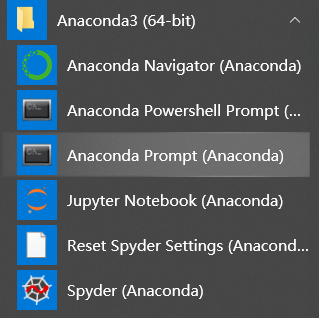 Anaconda3 (64-bit)
Anaconda Navigator (Anaconda)
Anaconda Powershell Prompt (...
Anaconda Prompt (Anaconda)
Jupyter Notebook (Anaconda)
Reset Spyder Settings (Anacond...
Spyder (Anaconda)